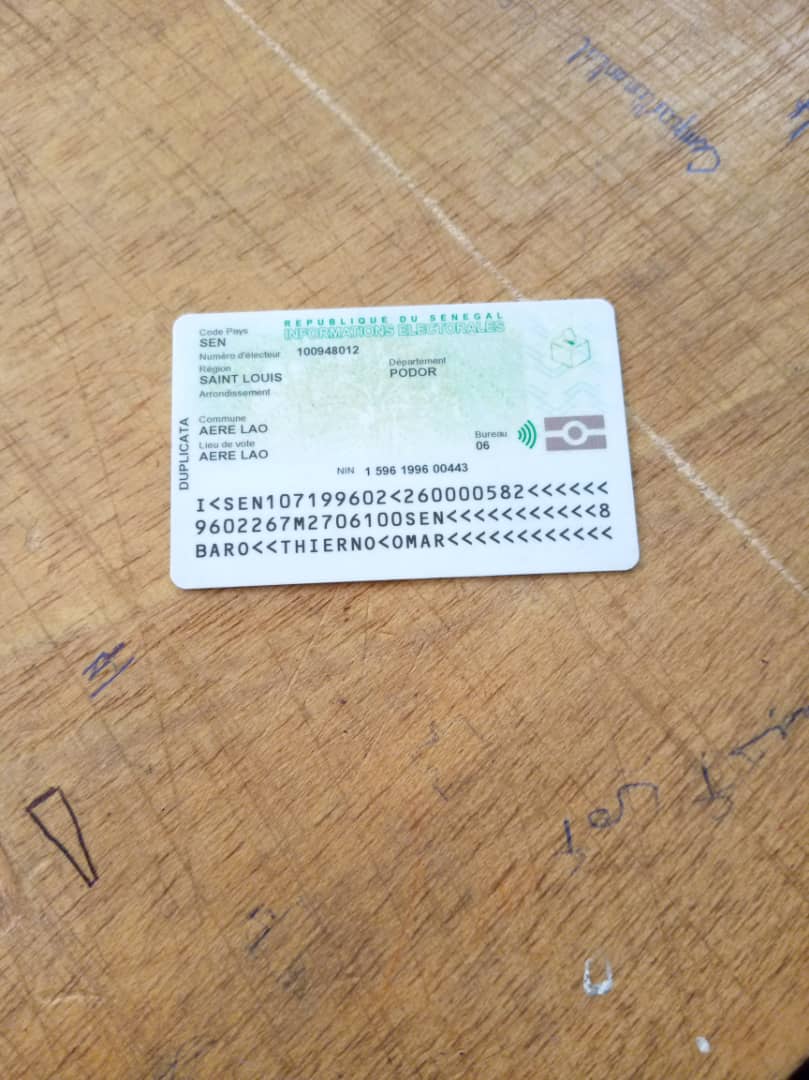 REPUBLIQUE DU SENEGAL
INFORMATIONS ELECTORALES
Code Pays
SEN
Numéro d'électeur 100948012
Région
SAINT LOUIS
Département
PODOR
Arrondissement
Commune
AERE LAO
Lieu de vote
AERE LAO
Bureau
06
DUPLICATA
NIN 1 596 1996 00443
I<SEN107199602<260000582<<<<<<
9602267M2706100SEN<<<<<<<<<<<8
BARO<<THIERNO<OMAR<<<<<<<<<<<<